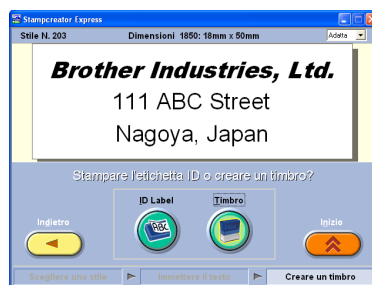 Stampcreator Express
Stile N. 203 Dimensioni 1850: 18mm x 50mm Adatta
Brother Industries, Ltd.
111 ABC Street
Nagoya, Japan
Stampare l'etichetta ID o creare un timbro?
ID Label Timbro
ABC
Indietro Inizio
Scegliere uno stile Immettere il testo Creare un timbro